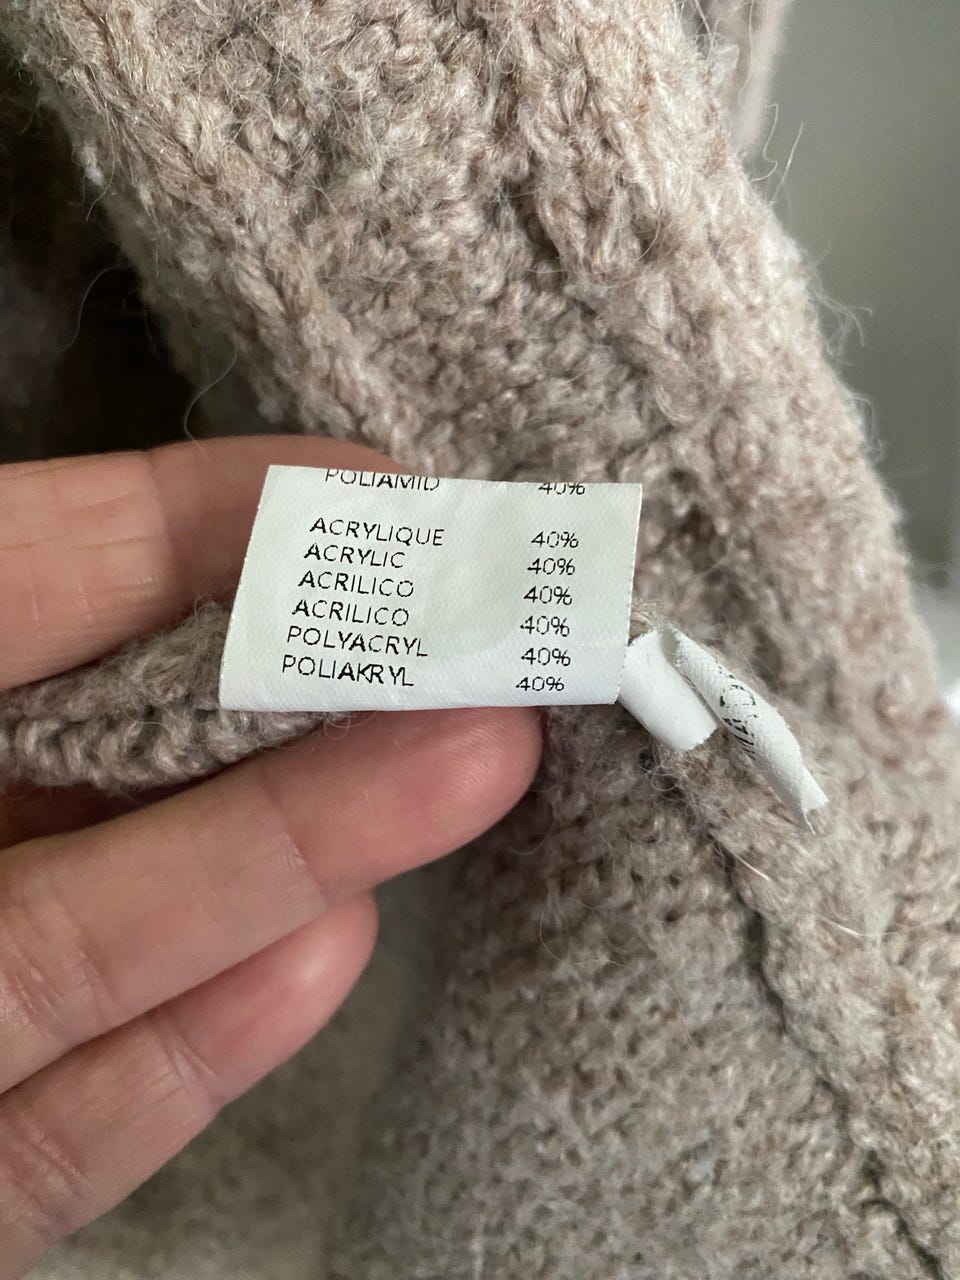 POLIAMID 40%
ACRYLIQUE 40%
ACRYLIC 40%
ACRILICO 40%
ACRILICO 40%
POLYACRYL 40%
POLIAKRYL 40%